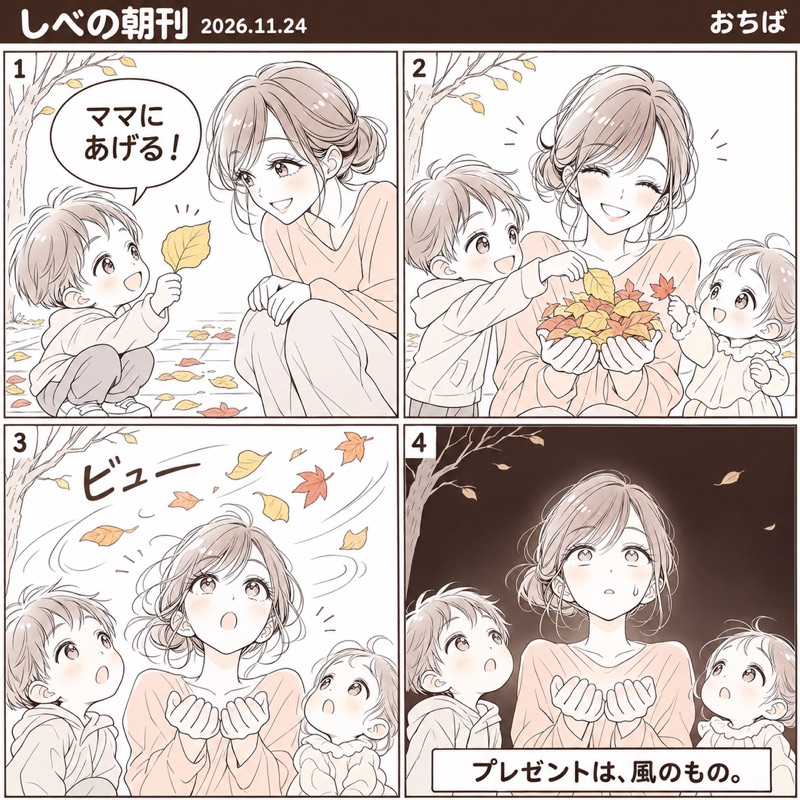 しべの朝刊 2026.11.24 おちば
1
ママに
あげる!
2
3
ビュー
4
プレゼントは、風のもの。